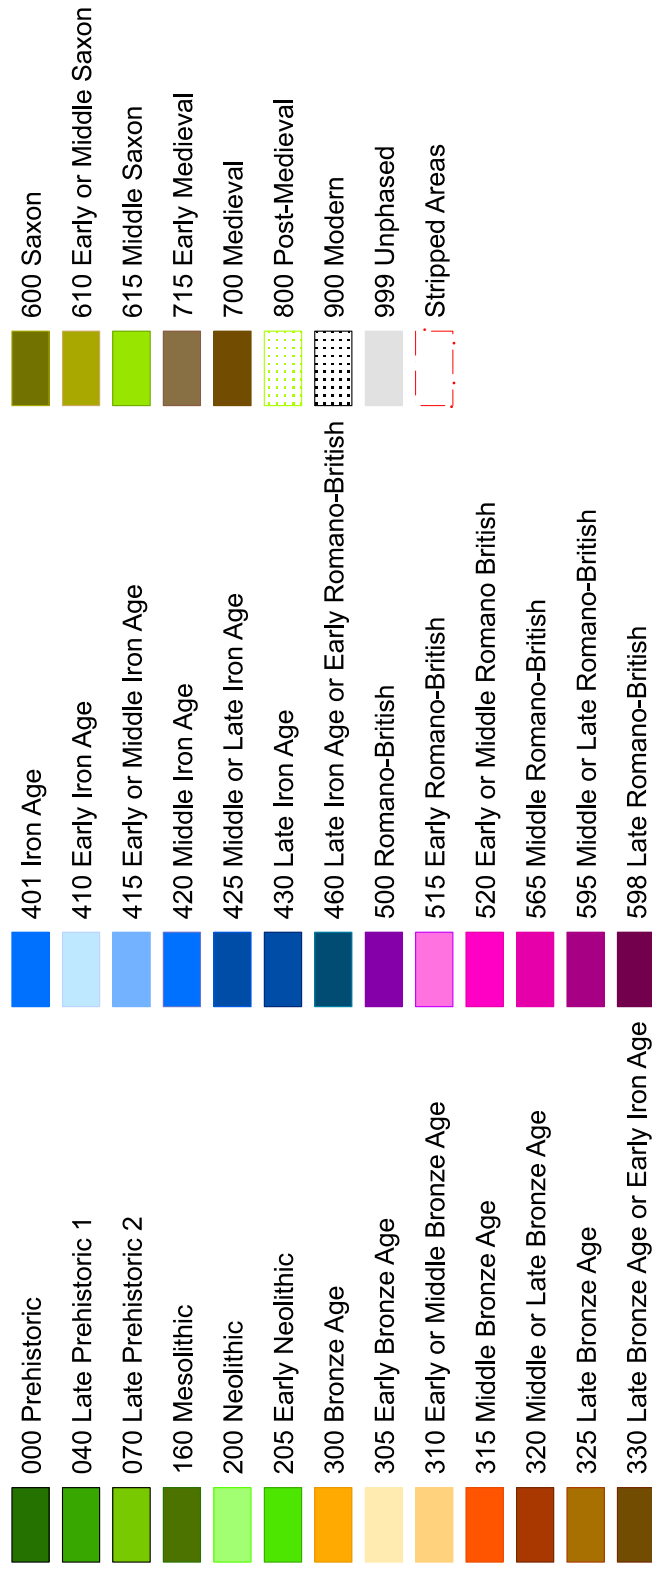 000 Prehistoric
040 Late Prehistoric 1
070 Late Prehistoric 2
160 Mesolithic
200 Neolithic
205 Early Neolithic
300 Bronze Age
305 Early Bronze Age
310 Early or Middle Bronze Age
315 Middle Bronze Age
320 Middle or Late Bronze Age
325 Late Bronze Age
330 Late Bronze Age or Early Iron Age
401 Iron Age
410 Early Iron Age
415 Early or Middle Iron Age
420 Middle Iron Age
425 Middle or Late Iron Age
430 Late Iron Age
460 Late Iron Age or Early Romano-British
500 Romano-British
515 Early Romano-British
520 Early or Middle Romano British
565 Middle Romano-British
595 Middle or Late Romano-British
598 Late Romano-British
600 Saxon
610 Early or Middle Saxon
615 Middle Saxon
715 Early Medieval
700 Medieval
800 Post-Medieval
900 Modern
999 Unphased
Stripped Areas